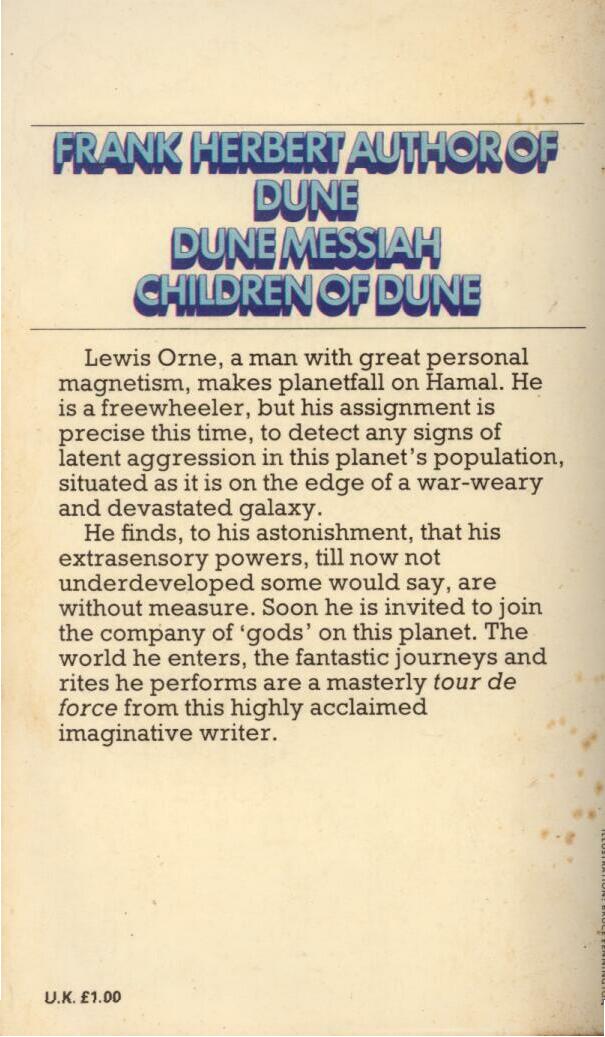 FRANK HERBERT AUTHOR OF
DUNE
DUNE MESSIAH
CHILDREN OF DUNE
Lewis Orne, a man with great personal
magnetism, makes planetfall on Hamal. He
is a freewheeler, but his assignment is
precise this time, to detect any signs of
latent aggression in this planet's population,
situated as it is on the edge of a war-weary
and devastated galaxy.
He finds, to his astonishment, that his
extrasensory powers, till now not
underdeveloped some would say, are
without measure. Soon he is invited to join
the company of ‘gods’ on this planet. The
world he enters, the fantastic journeys and
rites he performs are a masterly tour de
force from this highly acclaimed
imaginative writer.
U.K. £1.00